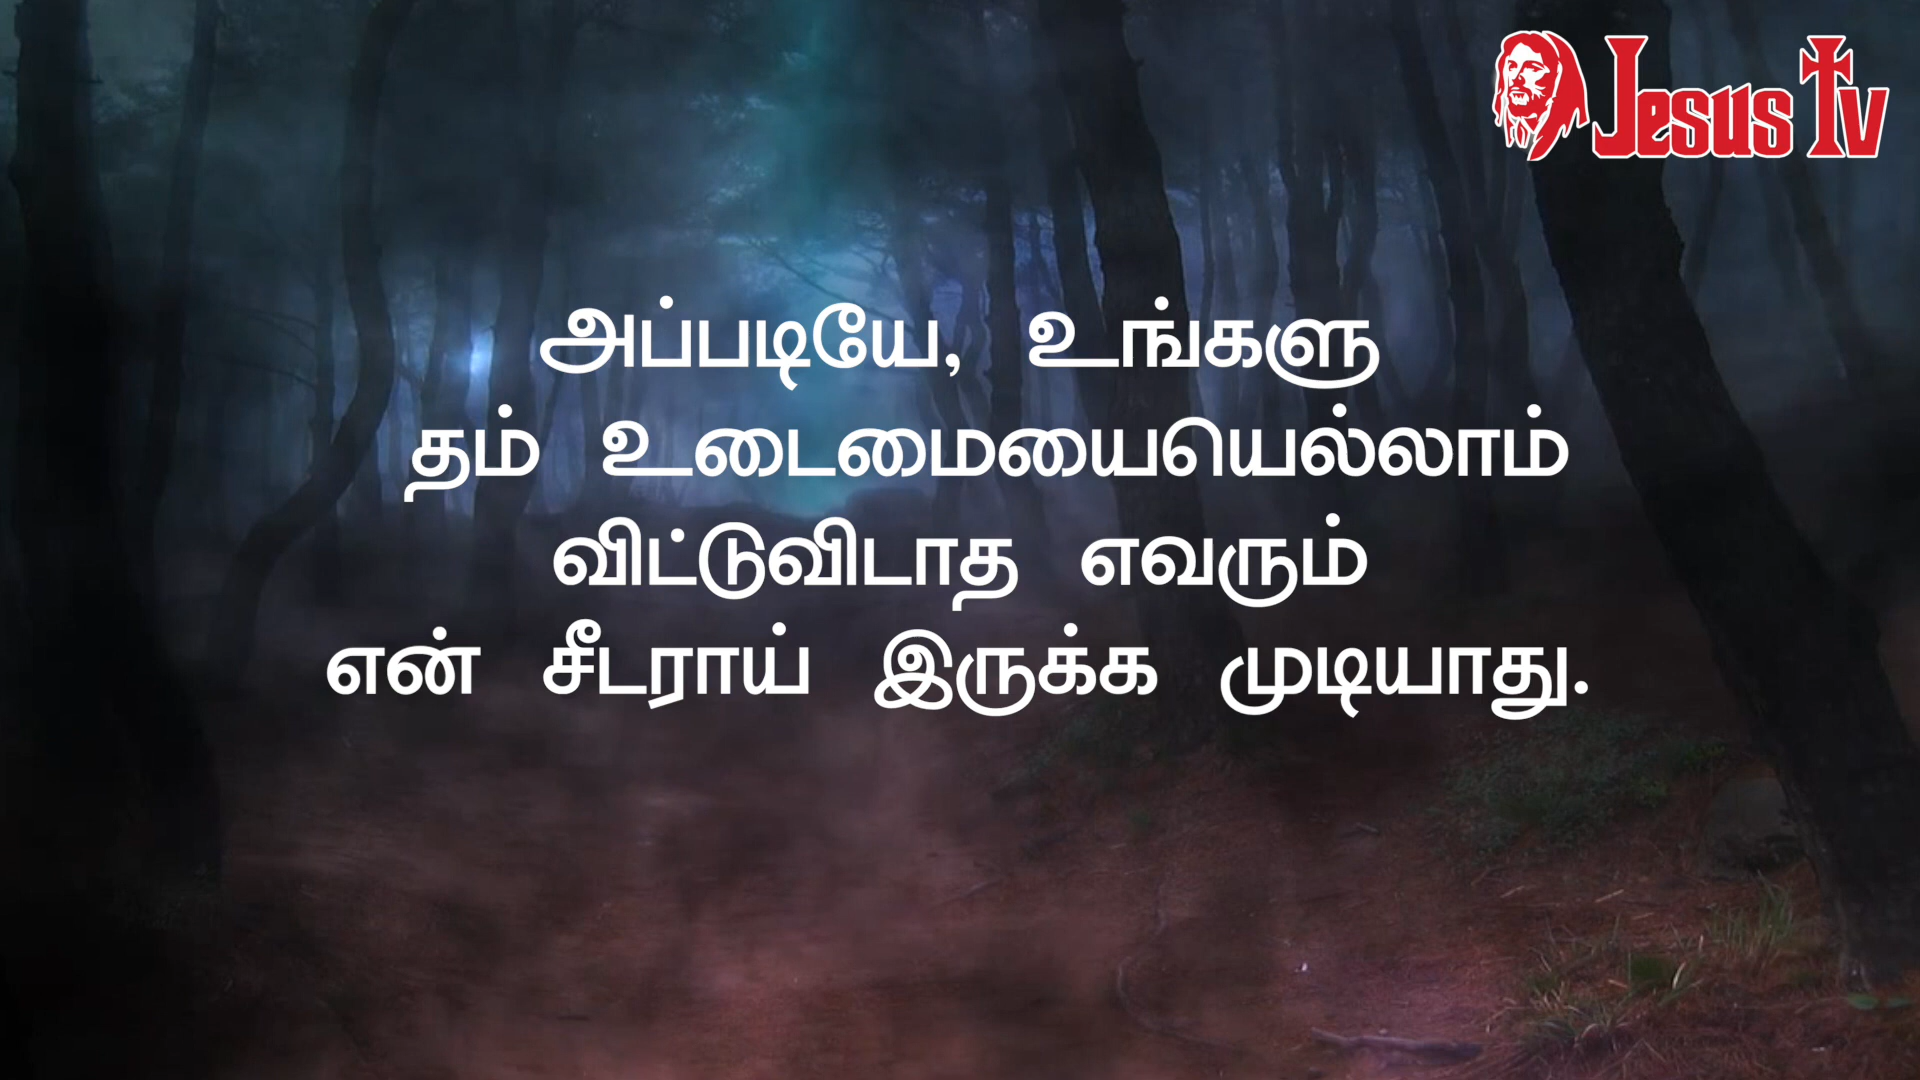 Jesus Tv
அப்படியே, உங்களு
தம் உடைமையையெல்லாம்
விட்டுவிடாத எவரும்
என் சீடராய் இருக்க முடியாது.